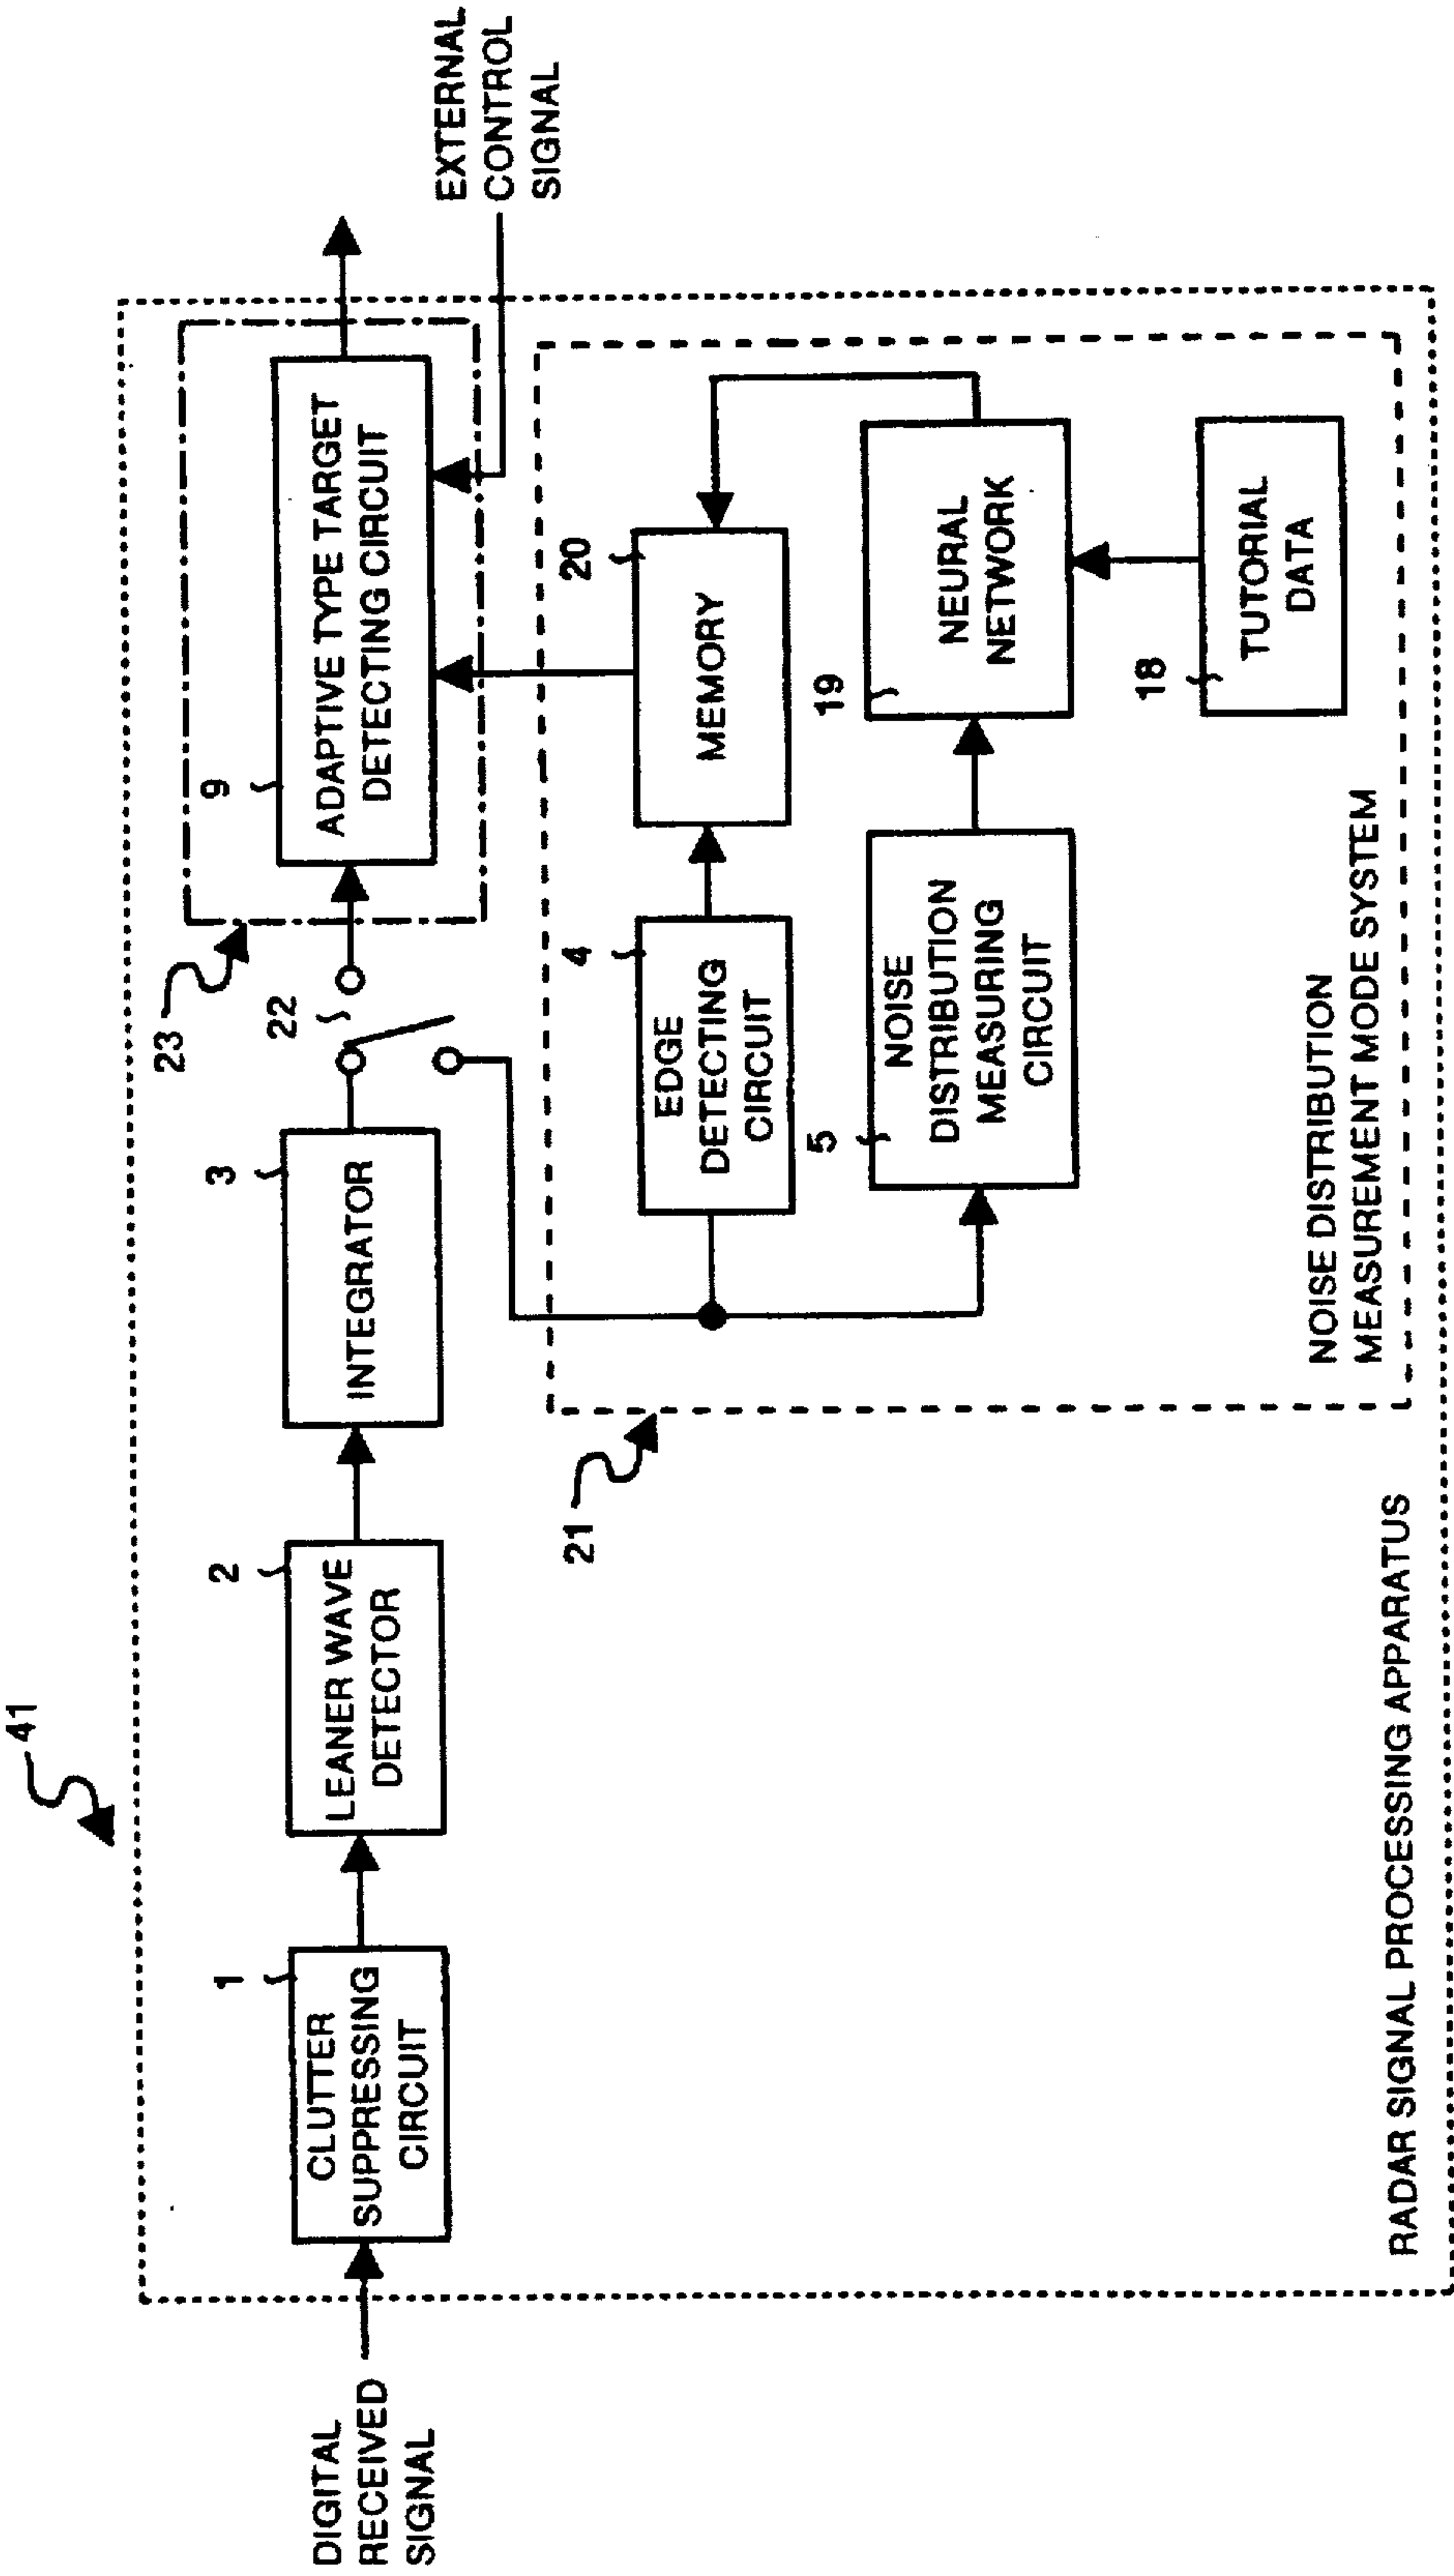 41
DIGITAL
RECEIVED
SIGNAL
1
CLUTTER
SUPPRESSING
CIRCUIT
2
LEANER WAVE
DETECTOR
3
INTEGRATOR
22
23
9
ADAPTIVE TYPE TARGET
DETECTING CIRCUIT
EXTERNAL
CONTROL
SIGNAL
21
4
EDGE
DETECTING
CIRCUIT
20
MEMORY
5
NOISE
DISTRIBUTION
MEASURING
CIRCUIT
19
NEURAL
NETWORK
18
TUTORIAL
DATA
NOISE DISTRIBUTION
MEASUREMENT MODE SYSTEM
RADAR SIGNAL PROCESSING APPARATUS